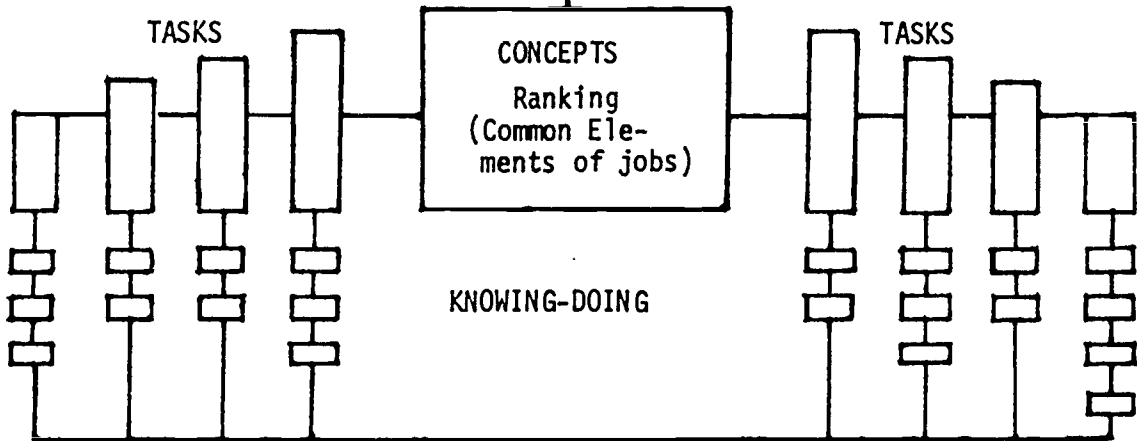 TASKS
CONCEPTS
Ranking
(Common Ele-
ments of jobs)
TASKS
KNOWING-DOING